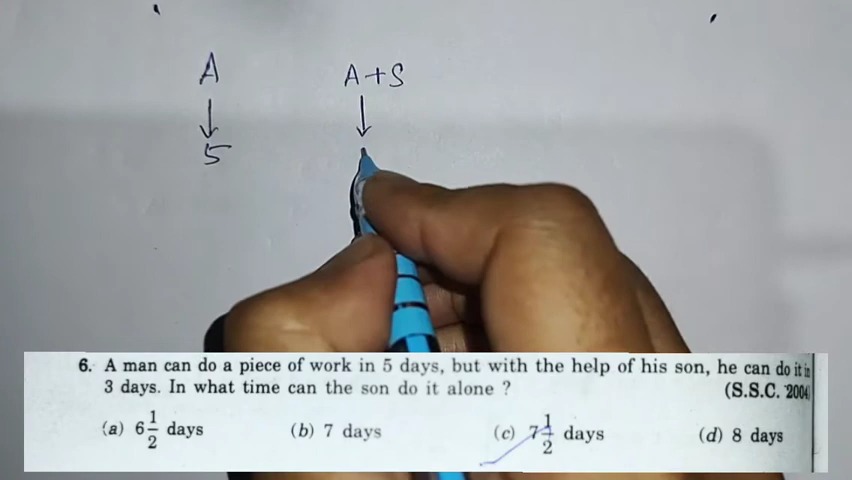 A A+S
5
6. A man can do a piece of work in 5 days, but with the help of his son, he can do it in
3 days. In what time can the son do it alone ? (S.S.C. 2004)
(a) 6 1/2 days (b) 7 days (c) 7 1/2 days (d) 8 days